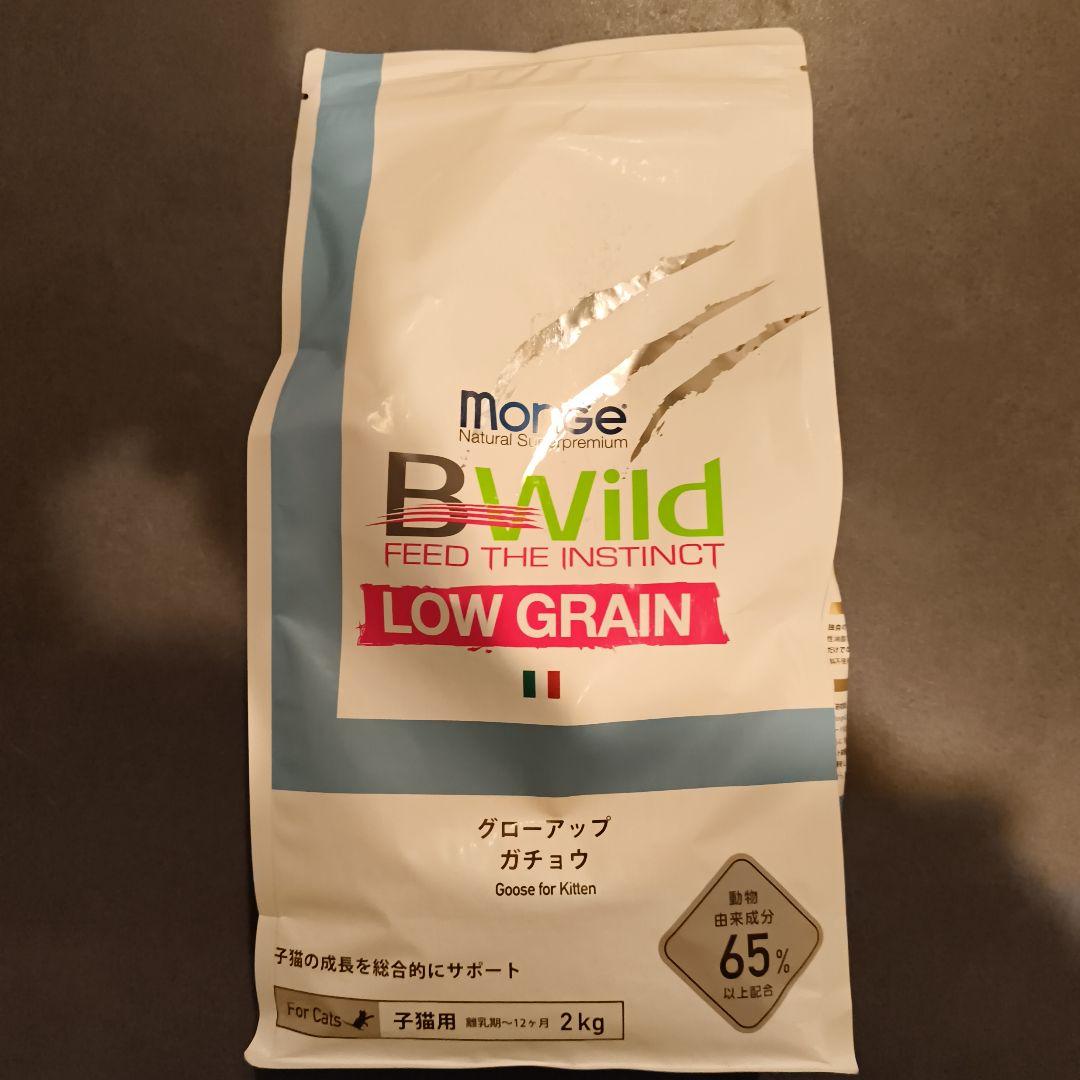 monge®
Natural Superpremium
BWild
FEED THE INSTINCT
LOW GRAIN
グローアップ
ガチョウ
Goose for Kitten
動物
由来成分
65%
以上配合
子猫の成長を総合的にサポート
For Cats 子猫用 離乳期～12ヶ月 2kg